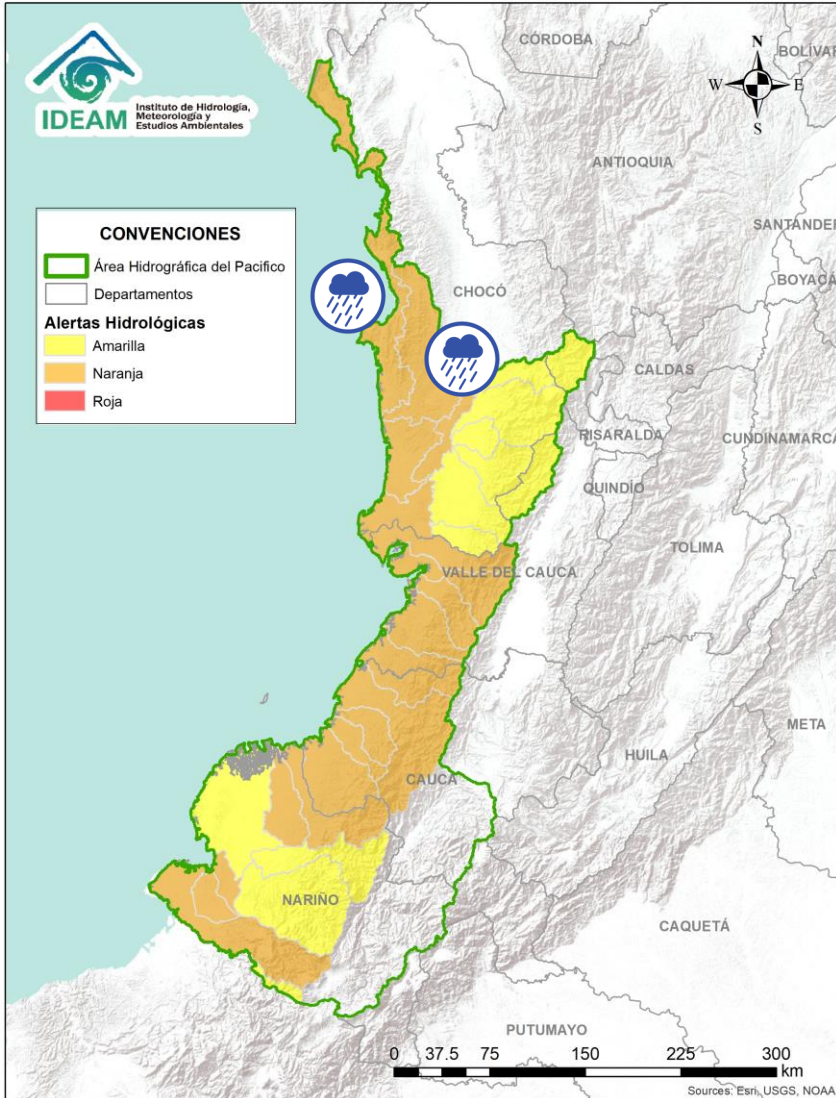 IDEAM
Instituto de Hidrología,
Meteorología y
Estudios Ambientales
CÓRDOBA
BOLÍVAR
N
W
E
S
ANTIOQUIA
SANTANDER
BOYACÁ
CONVENCIONES
Área Hidrográfica del Pacifico
Departamentos
Alertas Hidrológicas
Amarilla
Naranja
Roja
CHOCÓ
CALDAS
RISARALDA
CUNDINAMARCA
QUINDÍO
TOLIMA
VALLE DEL CAUCA
META
HUILA
CAUCA
NARIÑO
CAQUETÁ
PUTUMAYO
0 37.5 75 150 225 300
km
Sources: Esri, USGS, NOAA